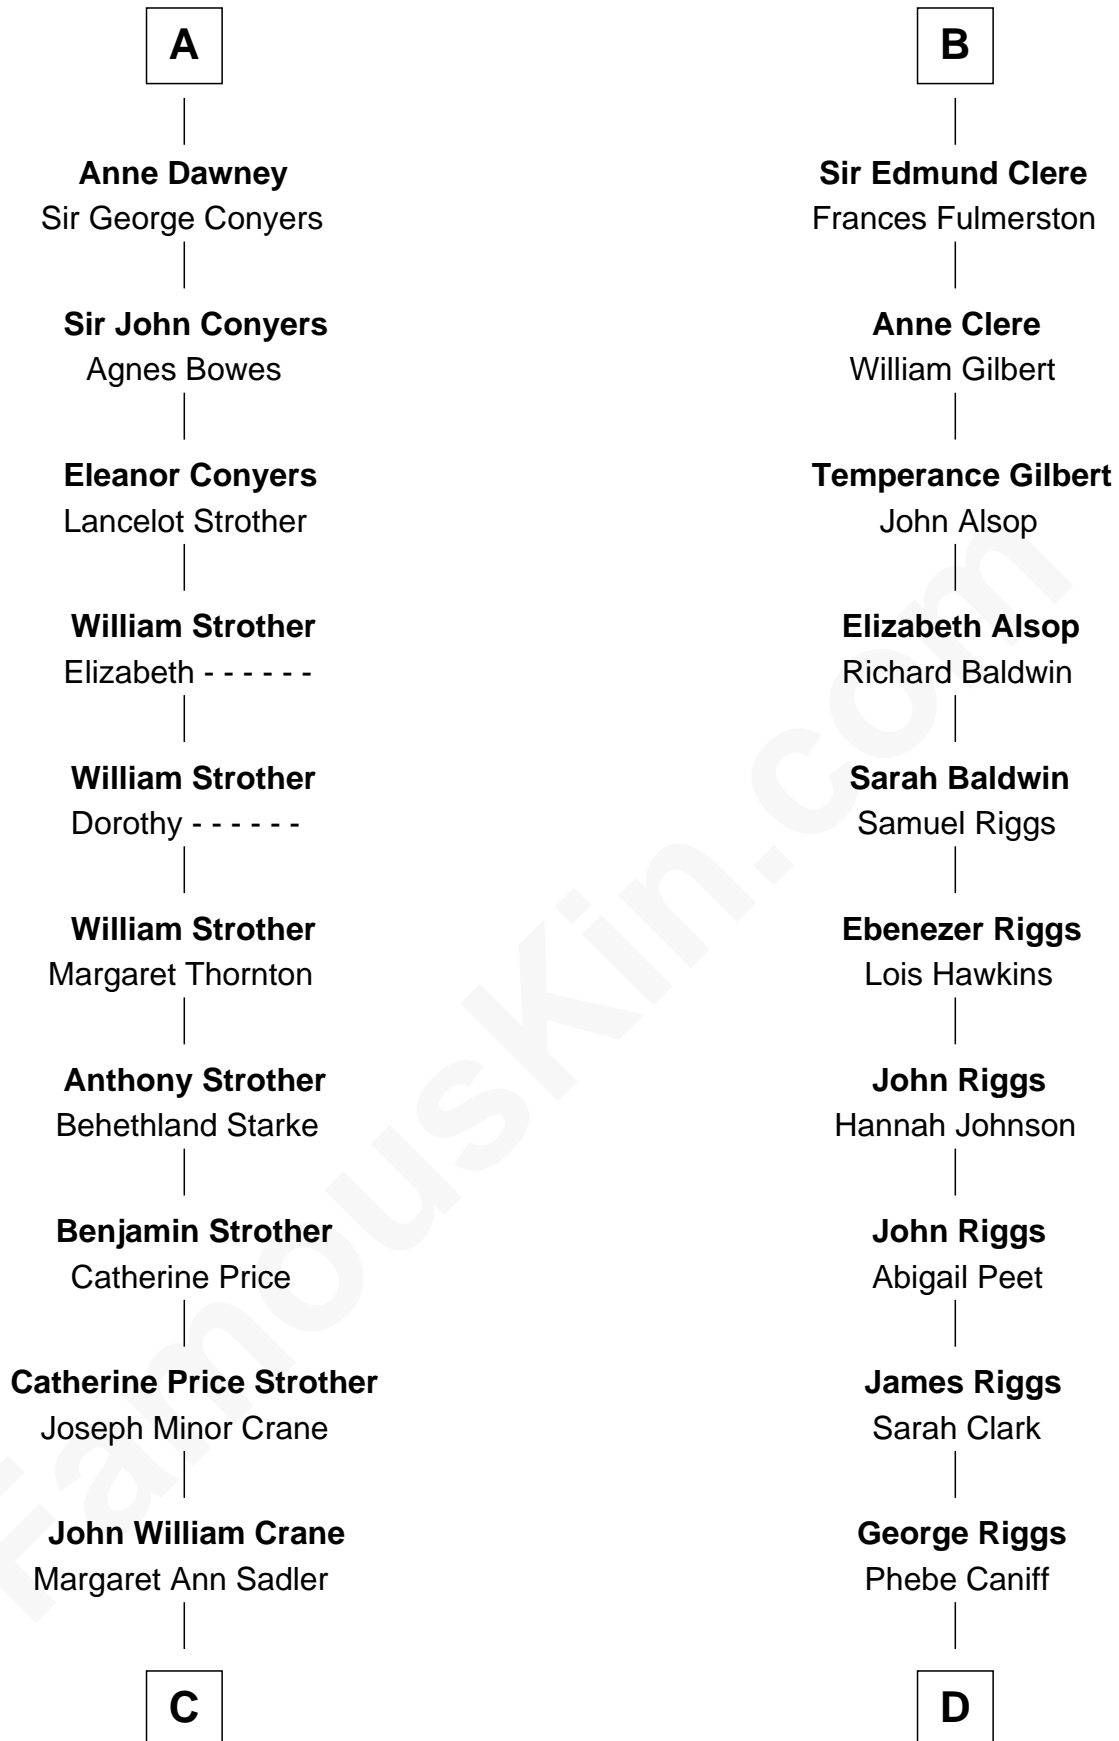 A
Anne Dawney
Sir George Conyers
Sir John Conyers
Agnes Bowes
Eleanor Conyers
Lancelot Strother
William Strother
Elizabeth - - - - - -
William Strother
Dorothy - - - - - -
William Strother
Margaret Thornton
Anthony Strother
Behethland Starke
Benjamin Strother
Catherine Price
Catherine Price Strother
Joseph Minor Crane
John William Crane
Margaret Ann Sadler
C
B
Sir Edmund Clere
Frances Fulmerston
Anne Clere
William Gilbert
Temperance Gilbert
John Alsop
Elizabeth Alsop
Richard Baldwin
Sarah Baldwin
Samuel Riggs
Ebenezer Riggs
Lois Hawkins
John Riggs
Hannah Johnson
John Riggs
Abigail Peet
James Riggs
Sarah Clark
George Riggs
Phebe Caniff
D
FamousKin.com